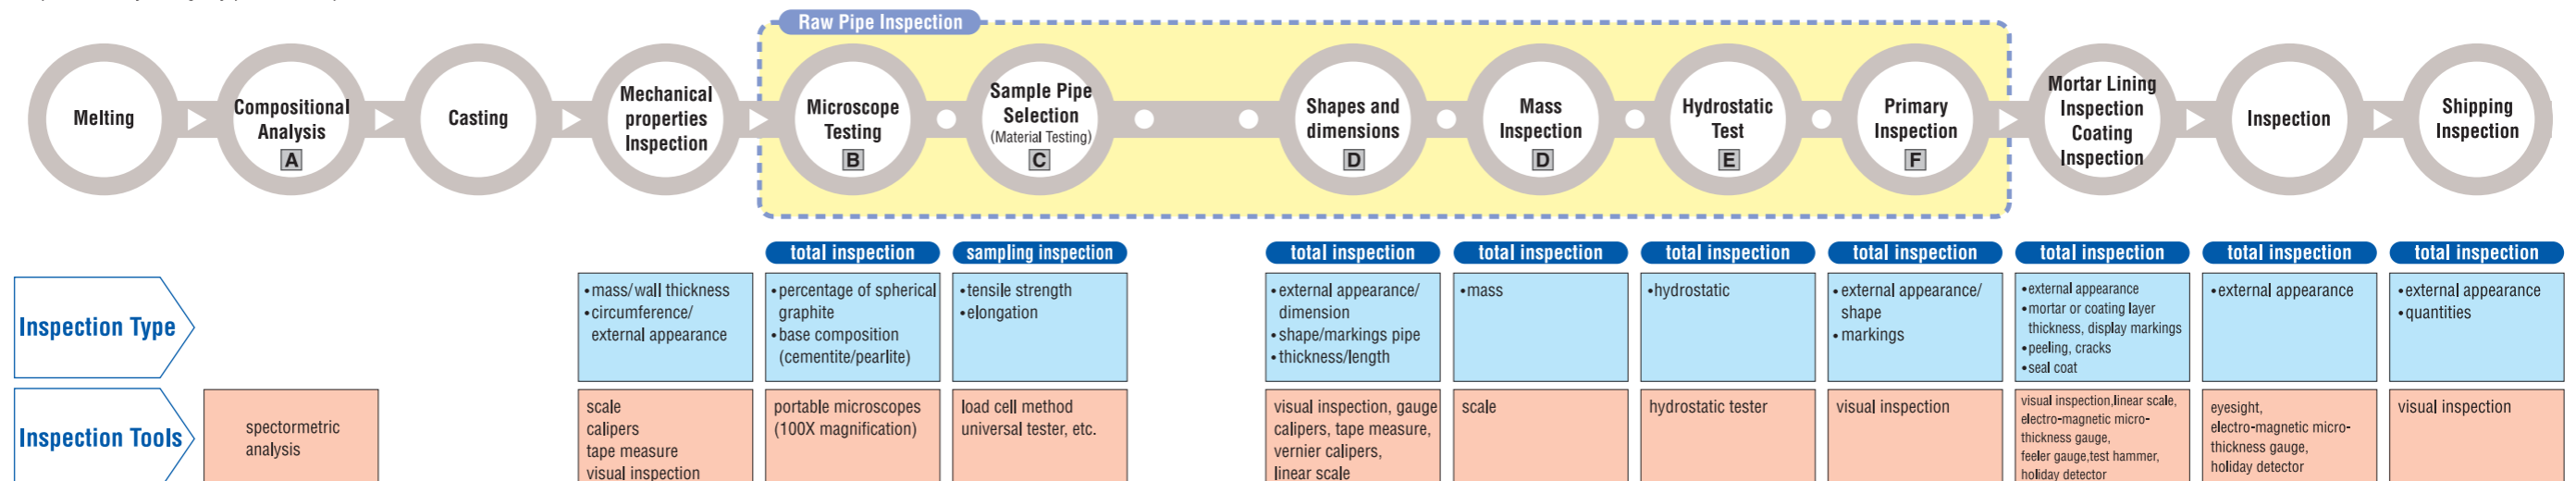 Raw Pipe Inspection
Melting
Compositional
Analysis
A
Casting
Mechanical
properties
Inspection
Microscope
Testing
B
Sample Pipe
Selection
(Material Testing)
C
Shapes and
dimensions
D
Mass
Inspection
D
Hydrostatic
Test
E
Primary
Inspection
F
Mortar Lining
Inspection
Coating
Inspection
Inspection
Shipping
Inspection
total inspection
sampling inspection
total inspection
total inspection
total inspection
total inspection
total inspection
total inspection
total inspection
Inspection Type
•mass/wall thickness
•circumference/
external appearance
•percentage of spherical
graphite
•base composition
(cementite/pearlite)
•tensile strength
•elongation
•external appearance/
dimension
•shape/markings pipe
•thickness/length
•mass
•hydrostatic
•external appearance/
shape
•markings
•external appearance
•mortar or coating layer
thickness, display markings
•peeling, cracks
•seal coat
•external appearance
•external appearance
•quantities
Inspection Tools
spectormetric
analysis
scale
calipers
tape measure
visual inspection
portable microscopes
(100X magnification)
load cell method
universal tester, etc.
visual inspection, gauge
calipers, tape measure,
vernier calipers,
linear scale
scale
hydrostatic tester
visual inspection
visual inspection,linear scale,
electro-magnetic micro-
thickness gauge,
feeler gauge,test hammer,
holiday detector
eyesight,
electro-magnetic micro-
thickness gauge,
holiday detector
visual inspection